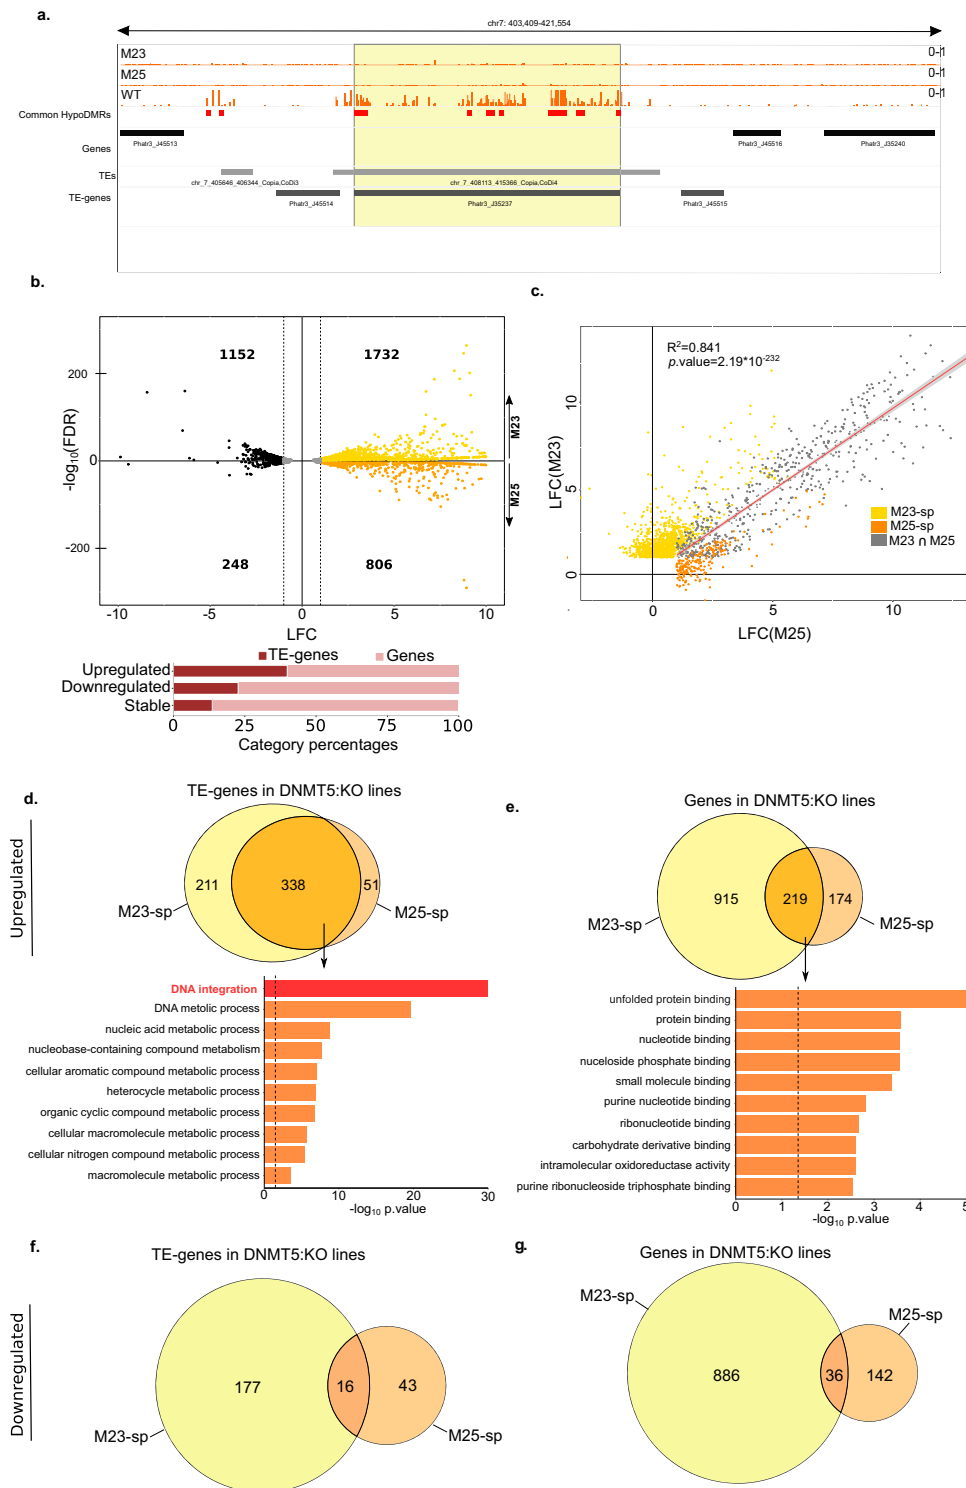 a.
chr7: 403,409-421,554
M23
0-1
M25
0-1
WT
0-1
Common HypoDMRs
Genes
Phatr3_J45513
Phatr3_J45516
Phatr3_J35240
TEs
chr_7_405646_406344_Copia,CoDi3
chr_7_408113_415366_Copia,CoDi4
TE-genes
Phatr3_J45514
Phatr3_J35237
Phatr3_J45515
b.
1152
1732
200
0
-200
-log10(FDR)
M23
M25
248
806
-10
-5
0
5
10
LFC
TE-genes
Genes
Upregulated
Downregulated
Stable
0
25
50
75
100
Category percentages
c.
R2=0.841
p.value=2.19*10-232
10
5
0
LFC(M23)
M23-sp
M25-sp
M23 ∩ M25
0
5
10
LFC(M25)
Upregulated
d.
TE-genes in DNMT5:KO lines
211
338
51
M23-sp
M25-sp
DNA integration
DNA metolic process
nucleic acid metabolic process
nucleobase-containing compound metabolism
cellular aromatic compound metabolic process
heterocycle metabolic process
organic cyclic compound metabolic process
cellular macromolecule metabolic process
cellular nitrogen compound metabolic process
macromolecule metabolic process
0
10
20
30
-log10 p.value
e.
Genes in DNMT5:KO lines
915
219
174
M23-sp
M25-sp
unfolded protein binding
protein binding
nucleotide binding
nuceloside phosphate binding
small molecule binding
purine nucleotide binding
ribonucleotide binding
carbohydrate derivative binding
intramolecular oxidoreductase activity
purine ribonucleoside triphosphate binding
0
1
2
3
4
5
-log10 p.value
Downregulated
f.
TE-genes in DNMT5:KO lines
177
16
43
M23-sp
M25-sp
g.
Genes in DNMT5:KO lines
M23-sp
M25-sp
886
36
142